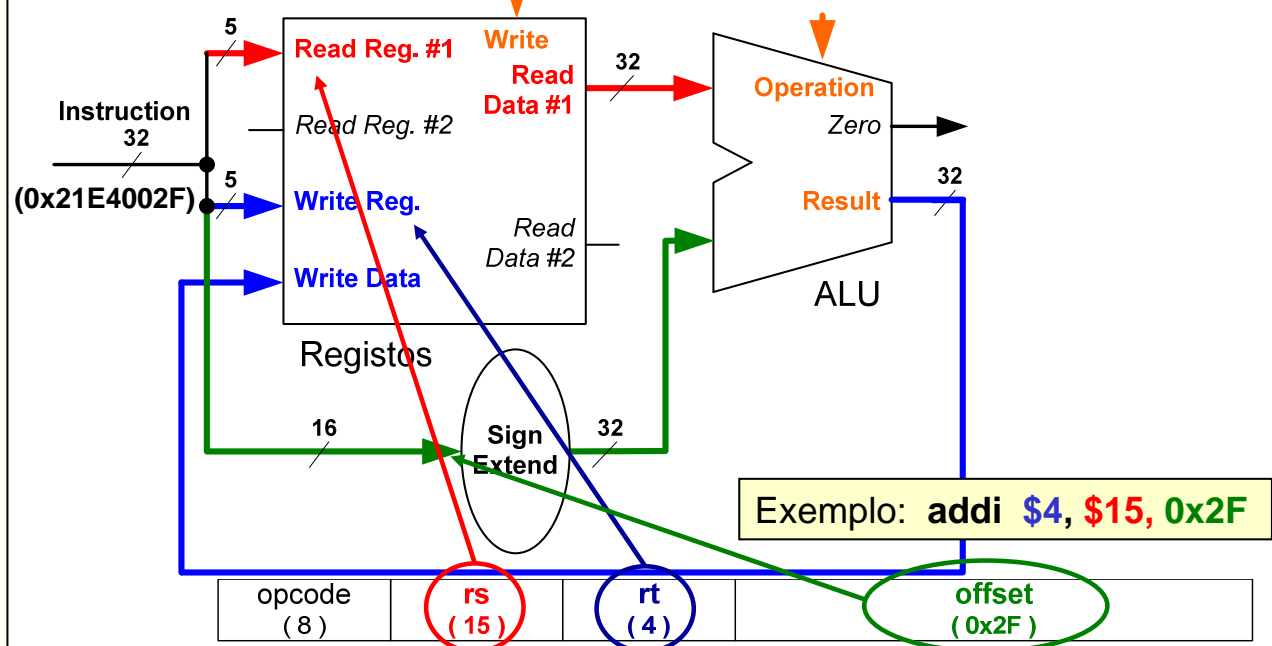 5
Read Reg. #1
Write
Read
Data #1
32
Operation
Instruction
32
Read Reg. #2
Zero
(0x21E4002F)
5
Write Reg.
Result
32
Read
Data #2
Write Data
ALU
Registos
16
Sign
Extend
32
Exemplo: addi $4, $15, 0x2F
opcode
( 8 )
rs
( 15 )
rt
( 4 )
offset
( 0x2F )